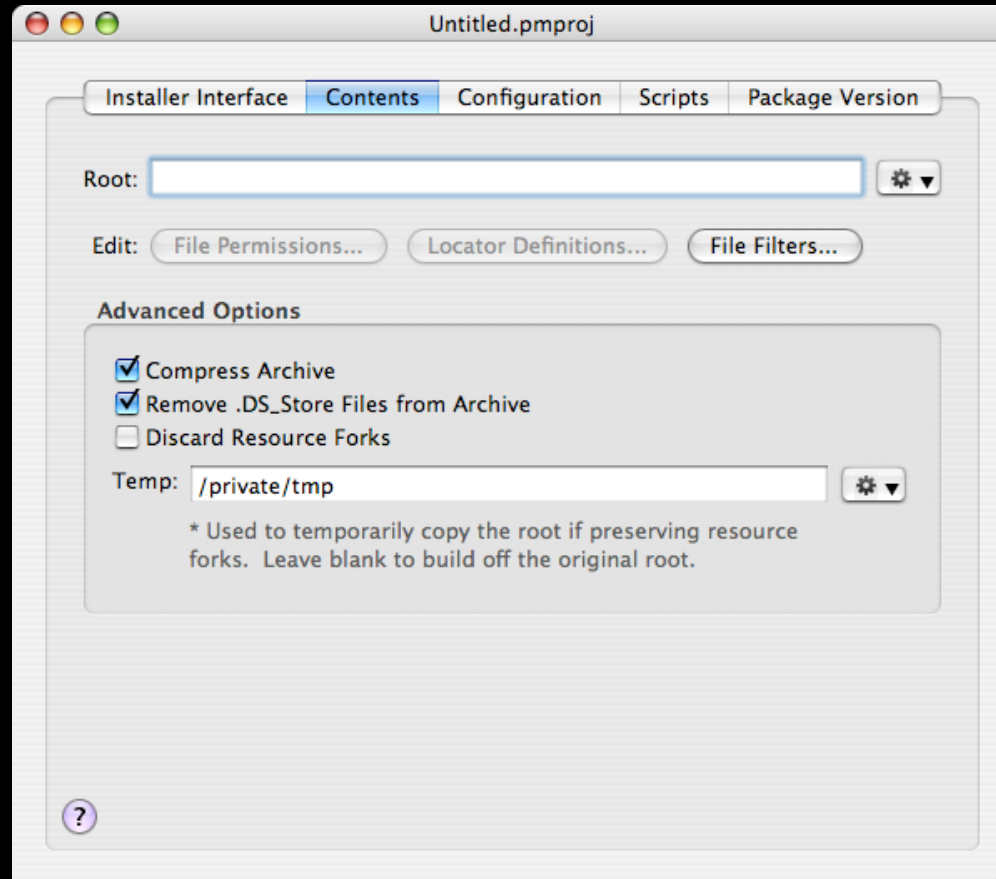 Untitled.pmproj
Installer Interface Contents Configuration Scripts Package Version
Root:
Edit: File Permissions... Locator Definitions... File Filters...
Advanced Options
Compress Archive
Remove .DS_Store Files from Archive
Discard Resource Forks
Temp: /private/tmp
* Used to temporarily copy the root if preserving resource
forks.  Leave blank to build off the original root.
?